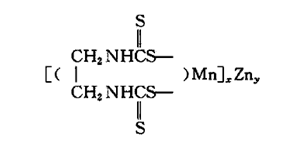 S
CH₂NHCS—
[( )Mn]ₓZnᵧ
CH₂NHCS—
S